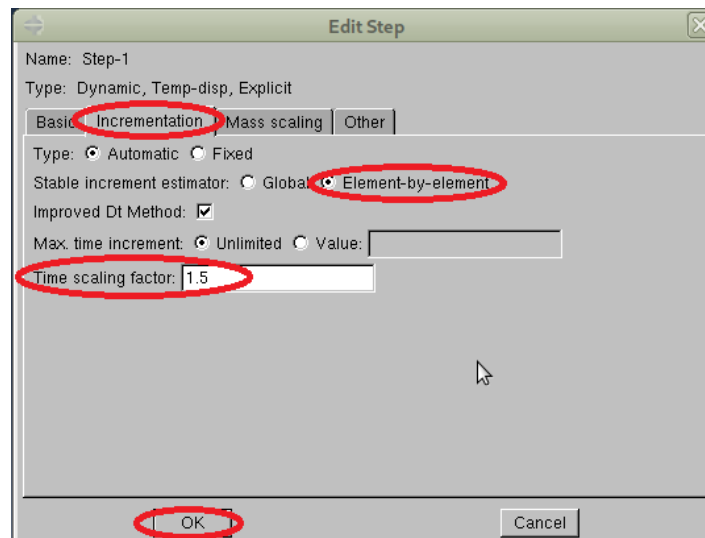 Edit Step
Name: Step-1
Type: Dynamic, Temp-disp, Explicit
Basic Incrementation Mass scaling Other
Type: Automatic Fixed
Stable increment estimator: Global Element-by-element
Improved Dt Method:
Max. time increment: Unlimited Value:
Time scaling factor: 1.5
OK Cancel